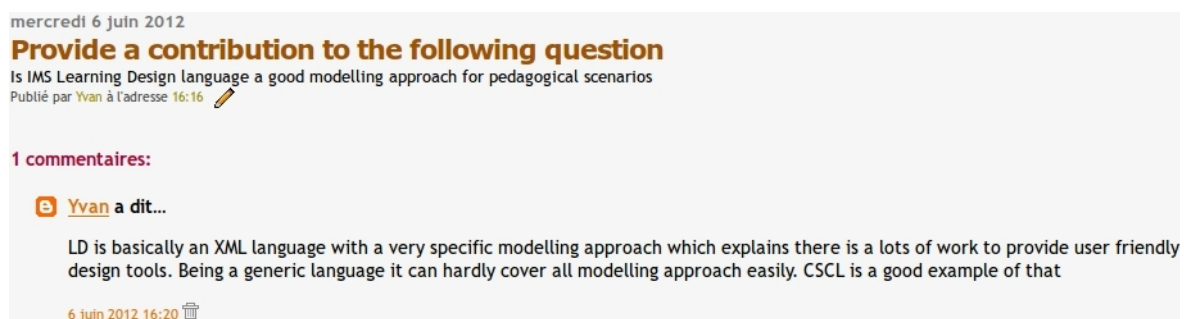 mercredi 6 juin 2012
Provide a contribution to the following question
Is IMS Learning Design language a good modelling approach for pedagogical scenarios
Publié par Yvan à l'adresse 16:16
1 commentaires:
Yvan a dit...
LD is basically an XML language with a very specific modelling approach which explains there is a lots of work to provide user friendly
design tools. Being a generic language it can hardly cover all modelling approach easily. CSCL is a good example of that
6 juin 2012 16:20